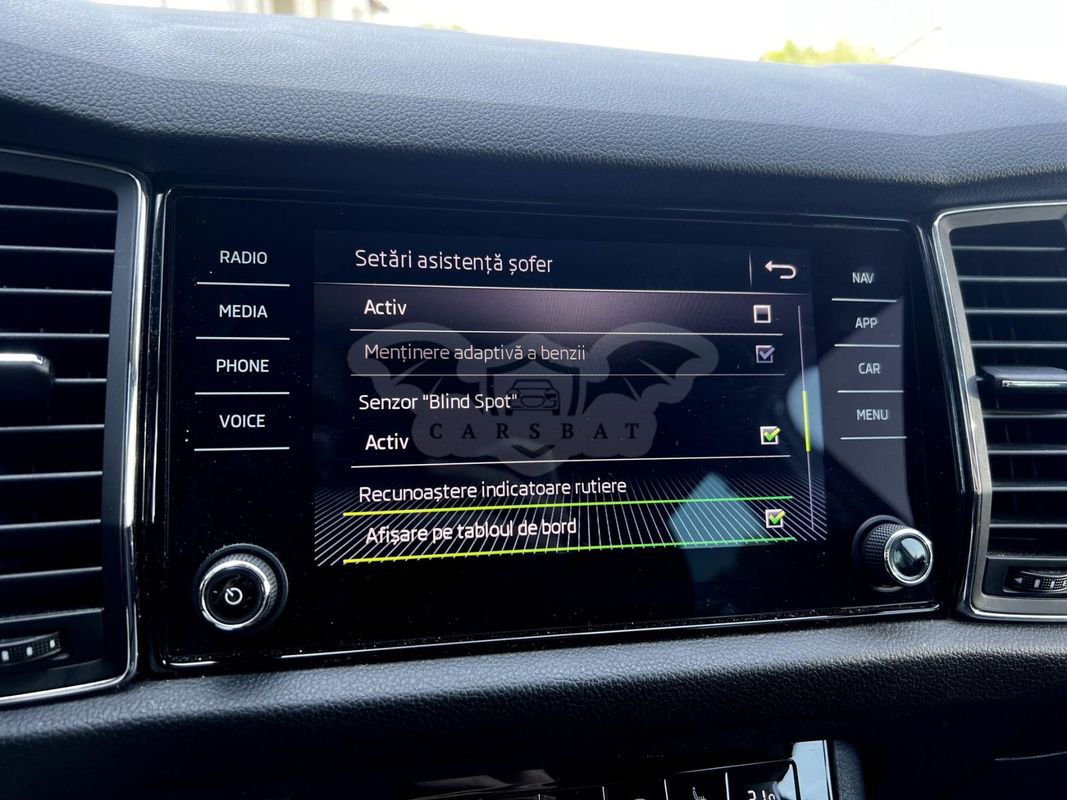 RADIO
MEDIA
PHONE
VOICE
Setări asistență șofer
Activ
Menținere adaptivă a benzii
Senzor "Blind Spot"
Activ
CARSBAT
Recunoaștere indicatoare rutiere
Afișare pe tabloul de bord
NAV
APP
CAR
MENU